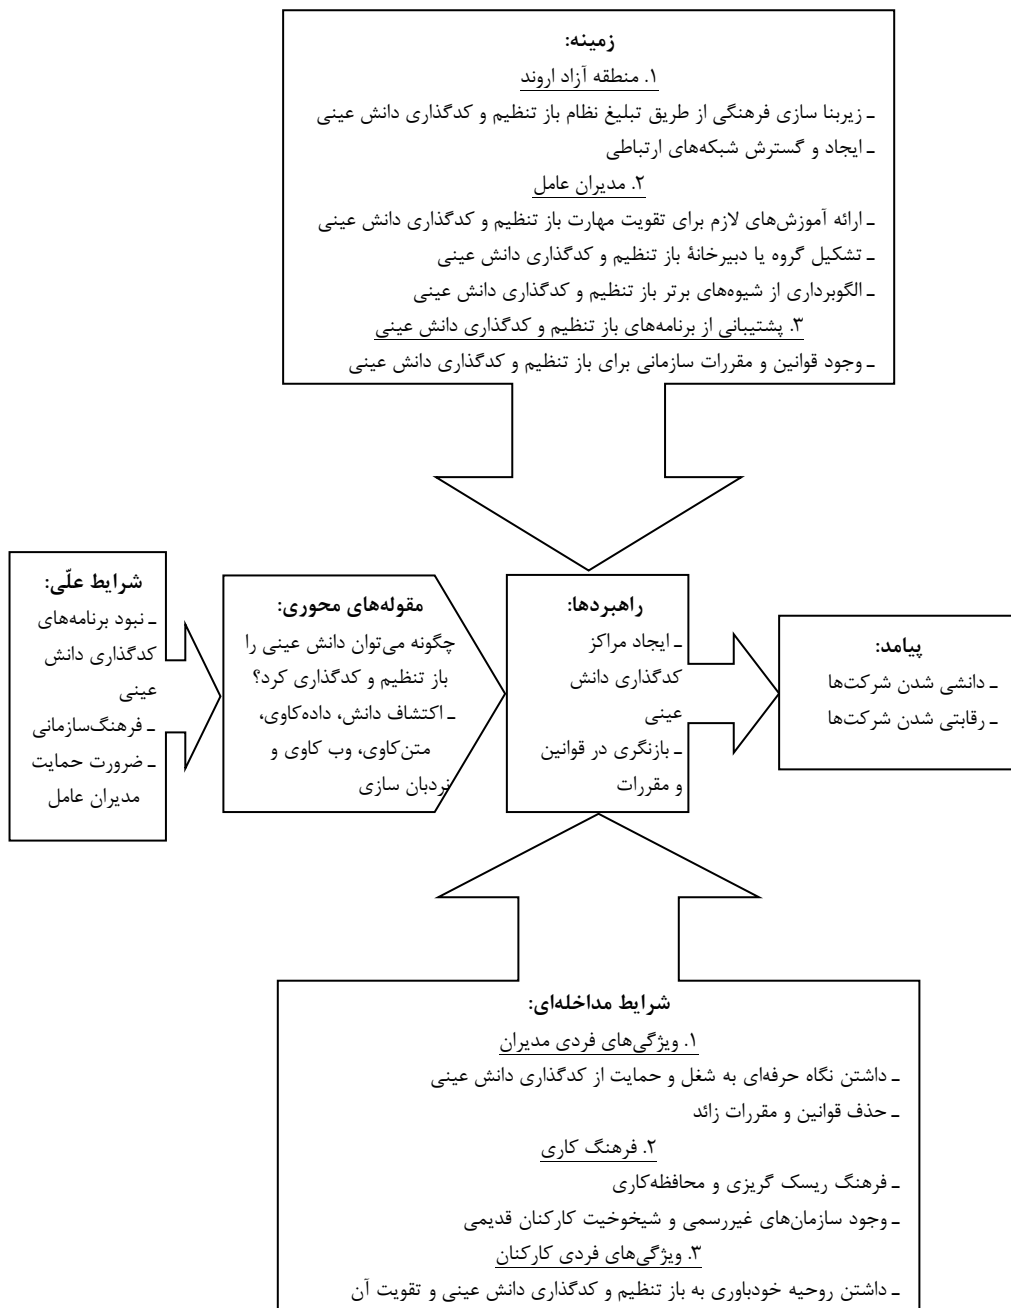 زمینه:
۱. منطقه آزاد اروند
ـ زیربنا سازی فرهنگی از طریق تبلیغ نظام باز تنظیم و کدگذاری دانش عینی
ـ ایجاد و گسترش شبکه‌های ارتباطی
۲. مدیران عامل
ـ ارائه آموزش‌های لازم برای تقویت مهارت باز تنظیم و کدگذاری دانش عینی
ـ تشکیل گروه یا دبیرخانهٔ باز تنظیم و کدگذاری دانش عینی
ـ الگوبرداری از شیوه‌های برتر باز تنظیم و کدگذاری دانش عینی
۳. پشتیبانی از برنامه‌های باز تنظیم و کدگذاری دانش عینی
ـ وجود قوانین و مقررات سازمانی برای باز تنظیم و کدگذاری دانش عینی
شرایط علّی:
ـ نبود برنامه‌های
کدگذاری دانش
عینی
ـ فرهنگ‌سازمانی
ـ ضرورت حمایت
مدیران عامل
مقوله‌های محوری:
چگونه می‌توان دانش عینی را
باز تنظیم و کدگذاری کرد؟
ـ اکتشاف دانش، داده‌کاوی،
متن‌کاوی، وب کاوی و
نردبان سازی
راهبردها:
ـ ایجاد مراکز
کدگذاری دانش
عینی
ـ بازنگری در قوانین
و مقررات
پیامد:
ـ دانشی شدن شرکت‌ها
ـ رقابتی شدن شرکت‌ها
شرایط مداخله‌ای:
۱. ویژگی‌های فردی مدیران
ـ داشتن نگاه حرفه‌ای به شغل و حمایت از کدگذاری دانش عینی
ـ حذف قوانین و مقررات زائد
۲. فرهنگ کاری
ـ فرهنگ ریسک گریزی و محافظه‌کاری
ـ وجود سازمان‌های غیررسمی و شیخوخیت کارکنان قدیمی
۳. ویژگی‌های فردی کارکنان
ـ داشتن روحیه خودباوری به باز تنظیم و کدگذاری دانش عینی و تقویت آن